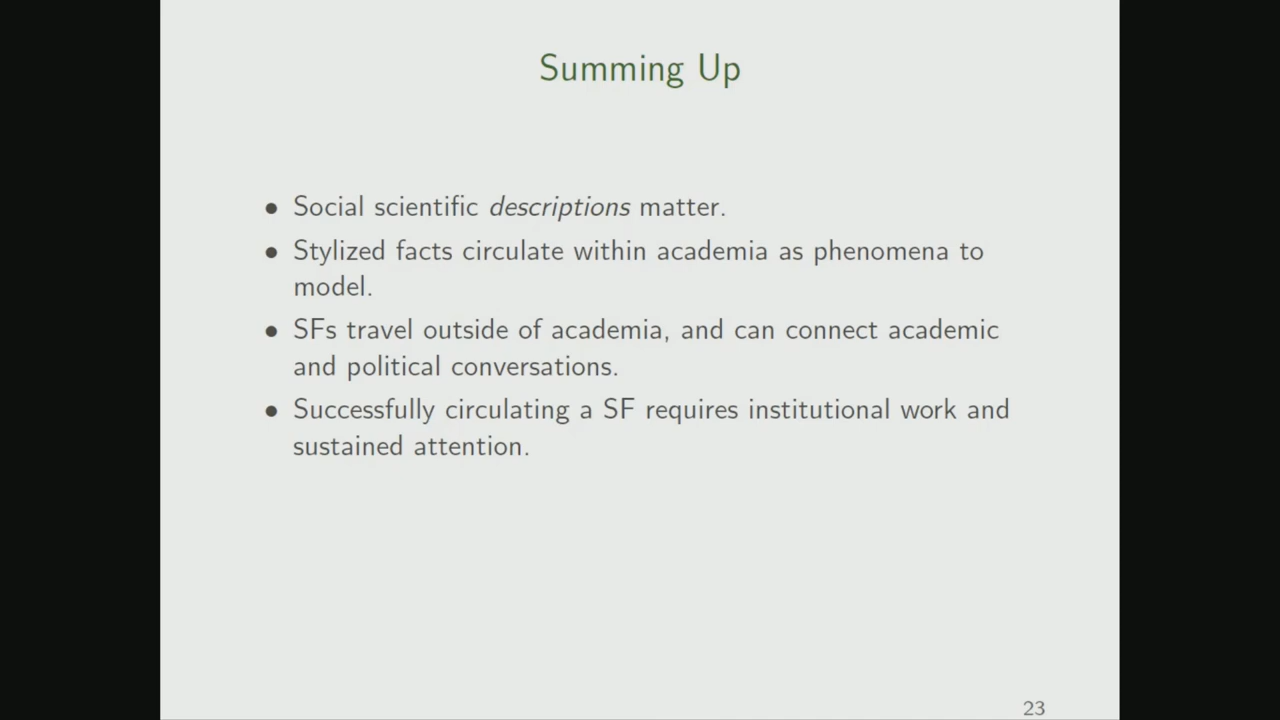 Summing Up
• Social scientific descriptions matter.
• Stylized facts circulate within academia as phenomena to
model.
• SFs travel outside of academia, and can connect academic
and political conversations.
• Successfully circulating a SF requires institutional work and
sustained attention.
23